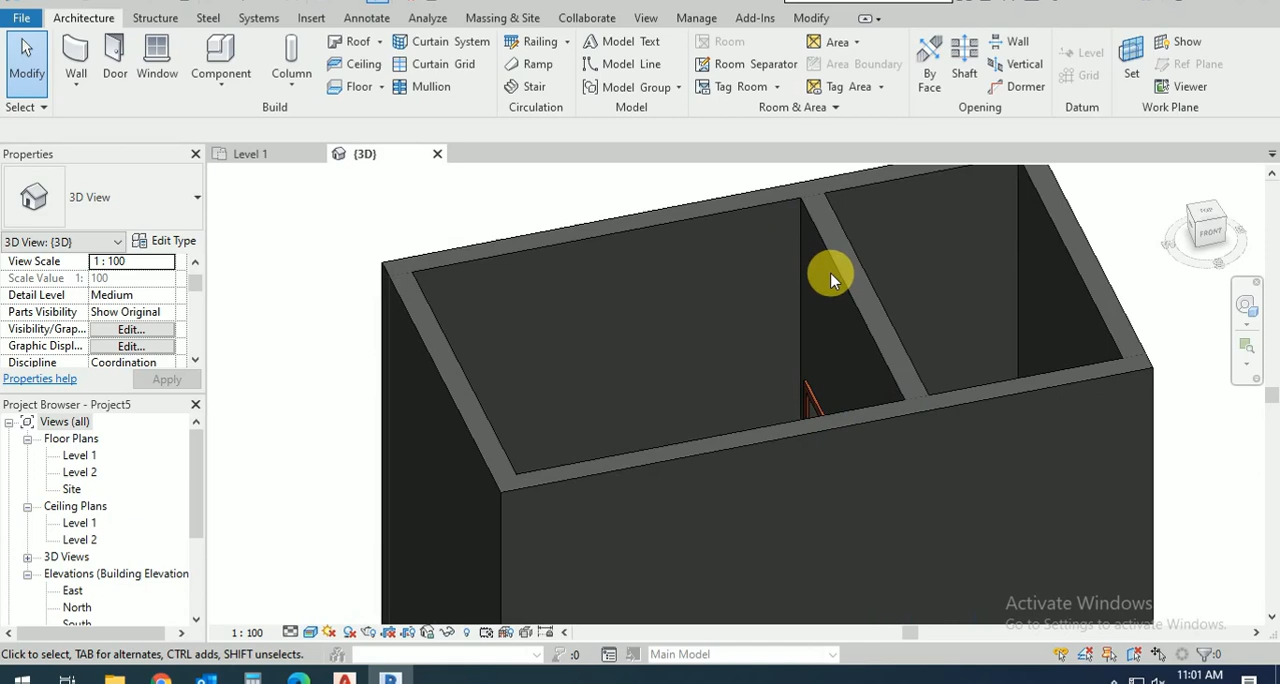 File Architecture Structure Steel Systems Insert Annotate Analyze Massing & Site Collaborate View Manage Add-Ins Modify
Modify
Wall Door Window Component Column
Roof Curtain System
Ceiling Curtain Grid
Floor Mullion
Railing
Ramp
Stair
Model Text
Model Line
Model Group
Room Area
Room Separator Area Boundary
Tag Room Tag Area
By Face
Shaft
Wall
Vertical
Dormer
Level
Grid
Set
Show
Ref Plane
Viewer
Select Build Circulation Model Room & Area Opening Datum Work Plane
Properties
Level 1 {3D}
3D View
3D View: {3D} Edit Type
View Scale 1 : 100
Scale Value 1: 100
Detail Level Medium
Parts Visibility Show Original
Visibility/Grap... Edit...
Graphic Displ... Edit...
Discipline Coordination
Properties help Apply
Project Browser - Project5
Views (all)
Floor Plans
Level 1
Level 2
Site
Ceiling Plans
Level 1
Level 2
3D Views
Elevations (Building Elevation
East
North
South
TOP
FRONT
Activate Windows
Go to Settings to activate Windows.
1 : 100
Click to select, TAB for alternates, CTRL adds, SHIFT unselects. :0 Main Model :0
11:01 AM